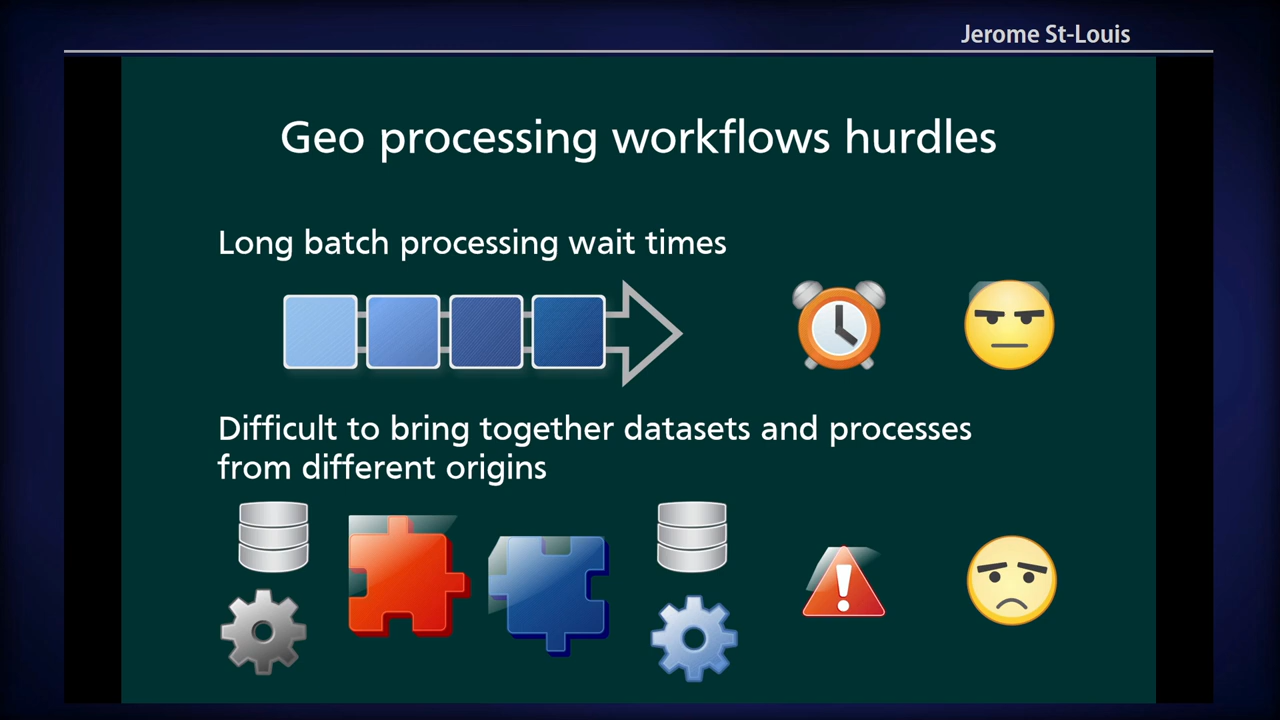 Jerome St-Louis
Geo processing workflows hurdles
Long batch processing wait times
Difficult to bring together datasets and processes
from different origins